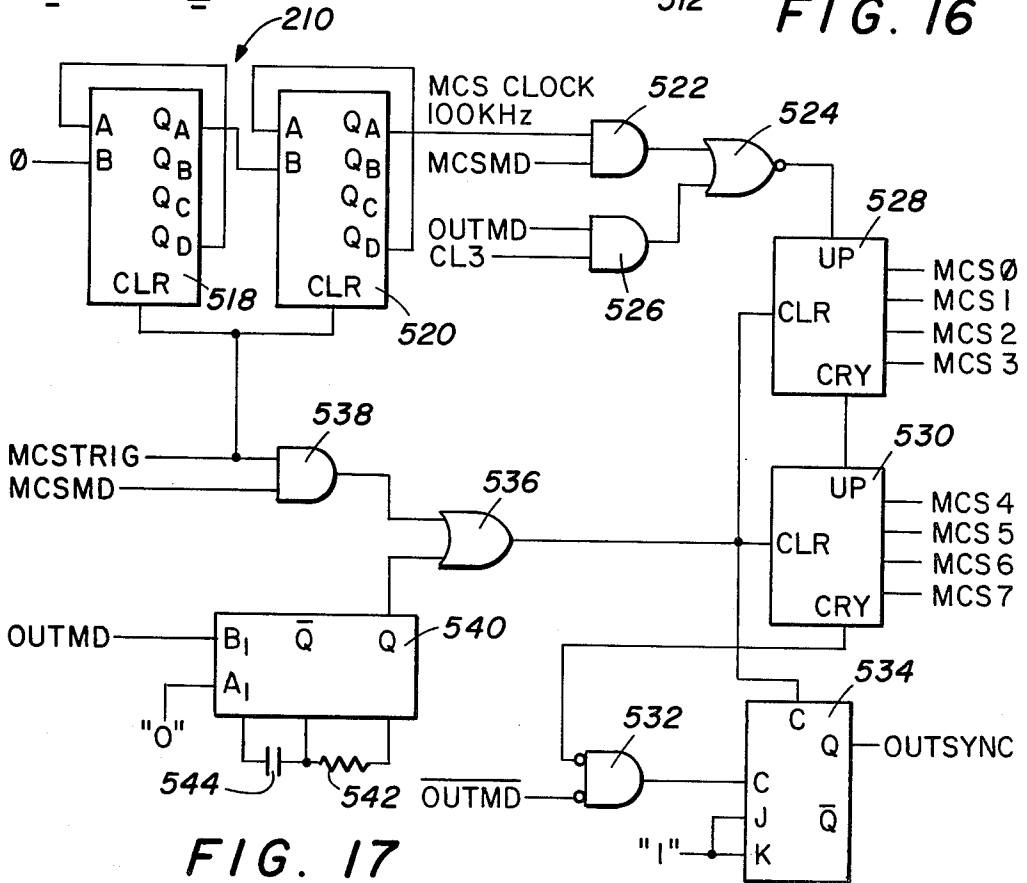 512
FIG. 16
210
A
B
QA
QB
QC
QD
CLR
518
Ø
A
B
QA
QB
QC
QD
CLR
520
MCS CLOCK
100KHz
MCSMD
522
524
OUTMD
CL3
526
528
UP
CLR
CRY
MCSØ
MCS1
MCS2
MCS3
530
UP
CLR
CRY
MCS4
MCS5
MCS6
MCS7
MCSTRIG
MCSMD
538
536
OUTMD
B1
A1
Q̅
Q
540
"0"
544
542
OUTMD̅
532
534
C
Q
OUTSYNC
C
J
K
Q̅
"1"
FIG. 17